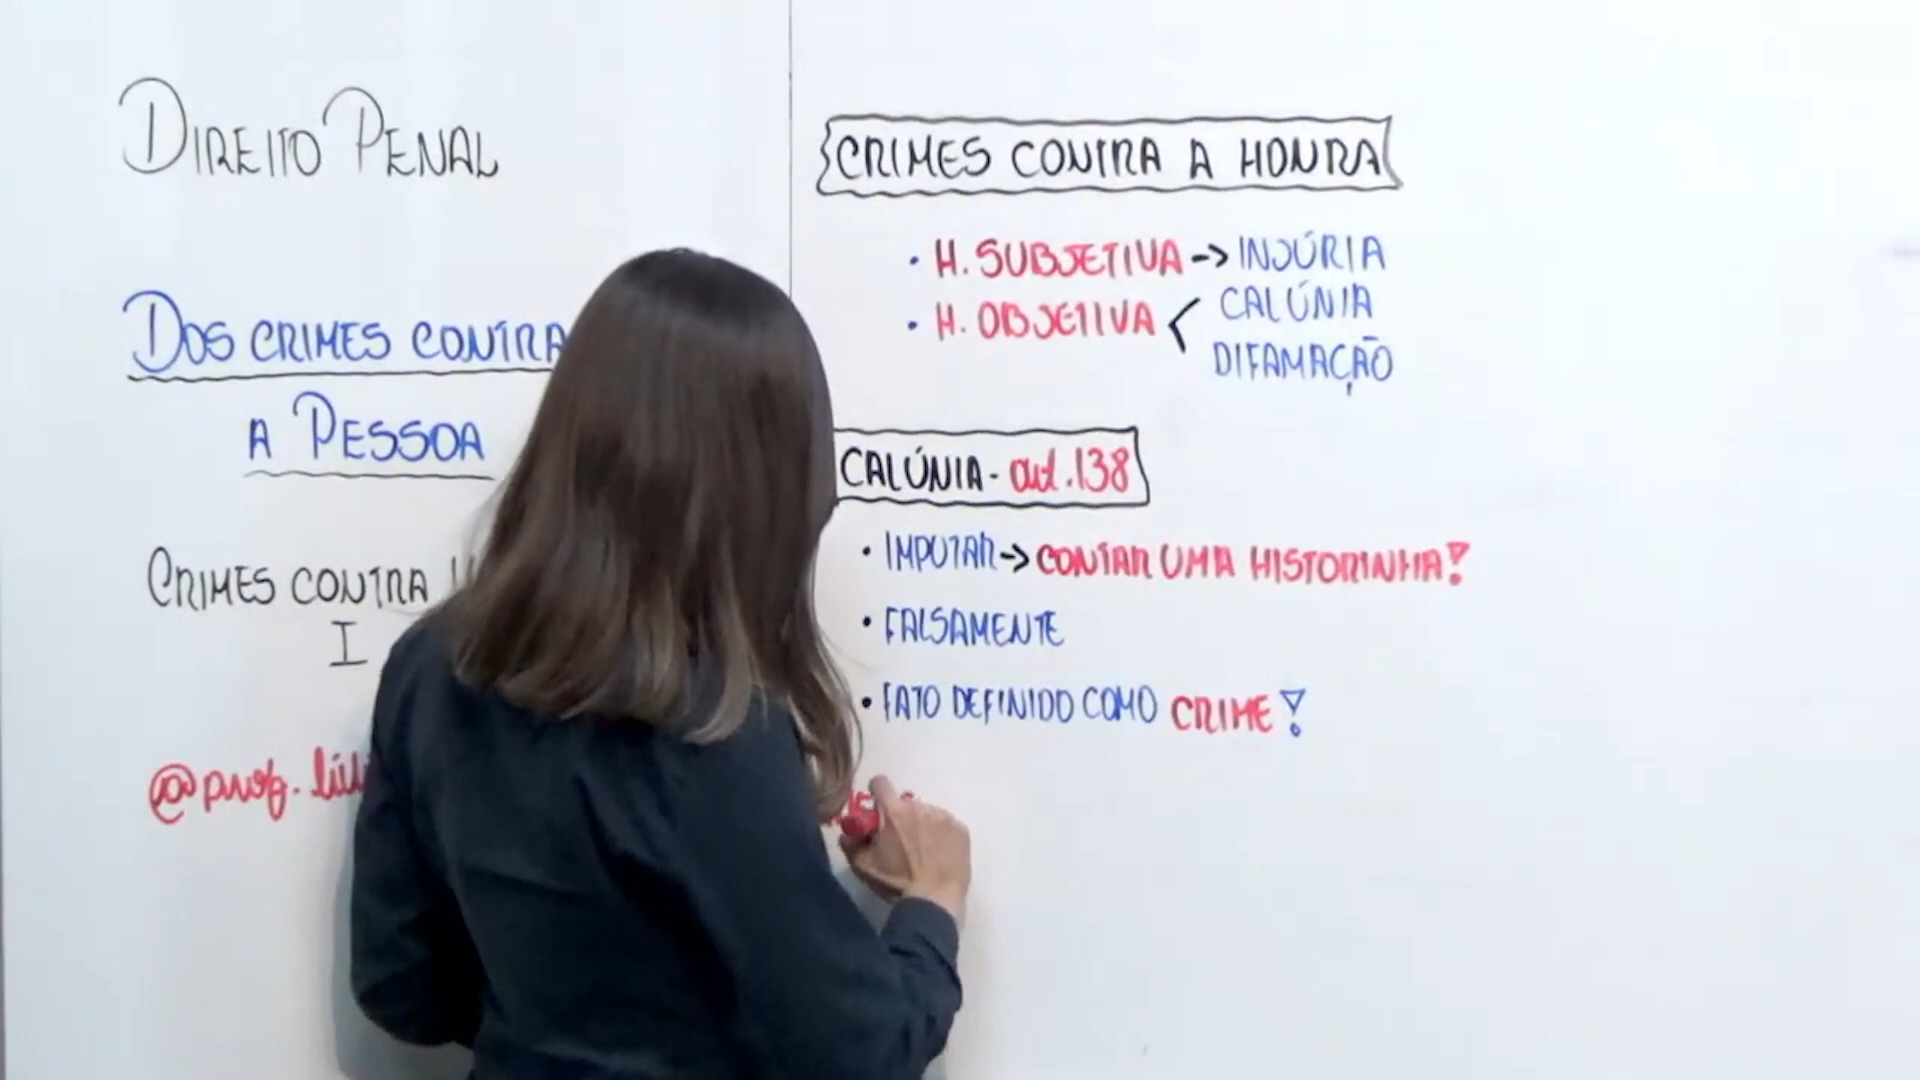 DIREITO PENAL
DOS CRIMES CONTRA
A PESSOA
CRIMES CONTRA
I
@prof.
CRIMES CONTRA A HONRA
• H. SUBJETIVA -> INJÚRIA
• H. OBJETIVA < CALÚNIA
DIFAMAÇÃO
CALÚNIA - art. 138
• IMPUTAR -> CONTAR UMA HISTORINHA!
• FALSAMENTE
• FATO DEFINIDO COMO CRIME!